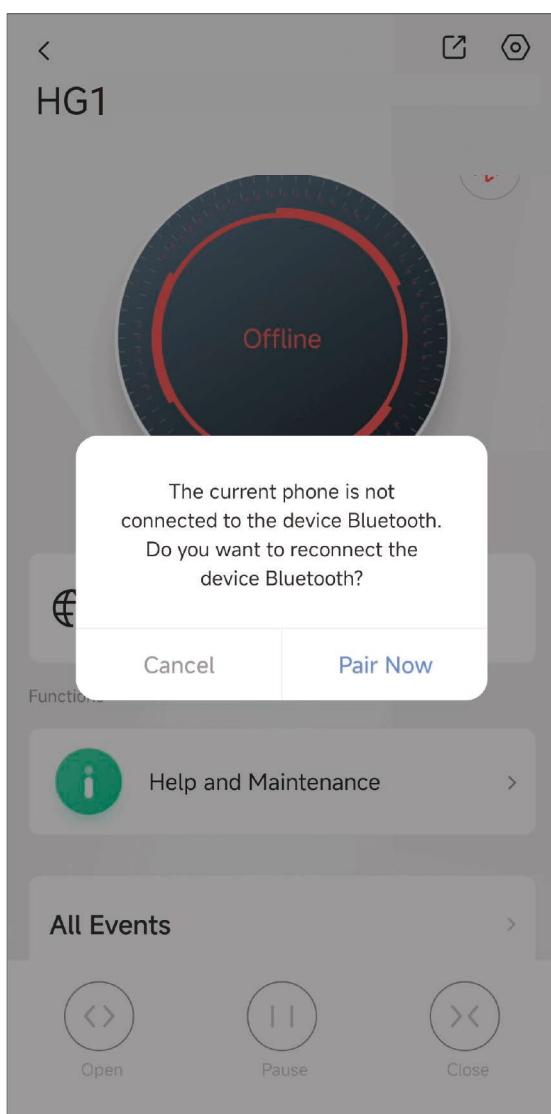 HG1
Offline
The current phone is not
connected to the device Bluetooth.
Do you want to reconnect the
device Bluetooth?
Cancel
Pair Now
Help and Maintenance
All Events
Open
Pause
Close